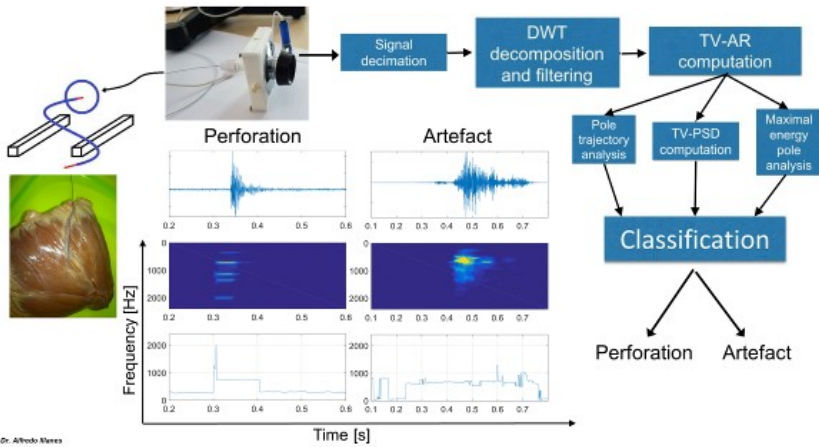 Signal
decimation
DWT
decomposition
and filtering
TV-AR
computation
Pole
trajectory
analysis
TV-PSD
computation
Maximal
energy
pole
analysis
Classification
Perforation
Artefact
Perforation
Artefact
0.2 0.3 0.4 0.5 0.6
0.2 0.3 0.4 0.5 0.6 0.7
0
1000
2000
0.2 0.3 0.4 0.5 0.6
0
1000
2000
0.2 0.3 0.4 0.5 0.6 0.7
2000
1000
0
0.2 0.3 0.4 0.5 0.6
2000
1000
0
0.1 0.2 0.3 0.4 0.5 0.6 0.7
Frequency [Hz]
Time [s]
Dr. Alfredo Illanes